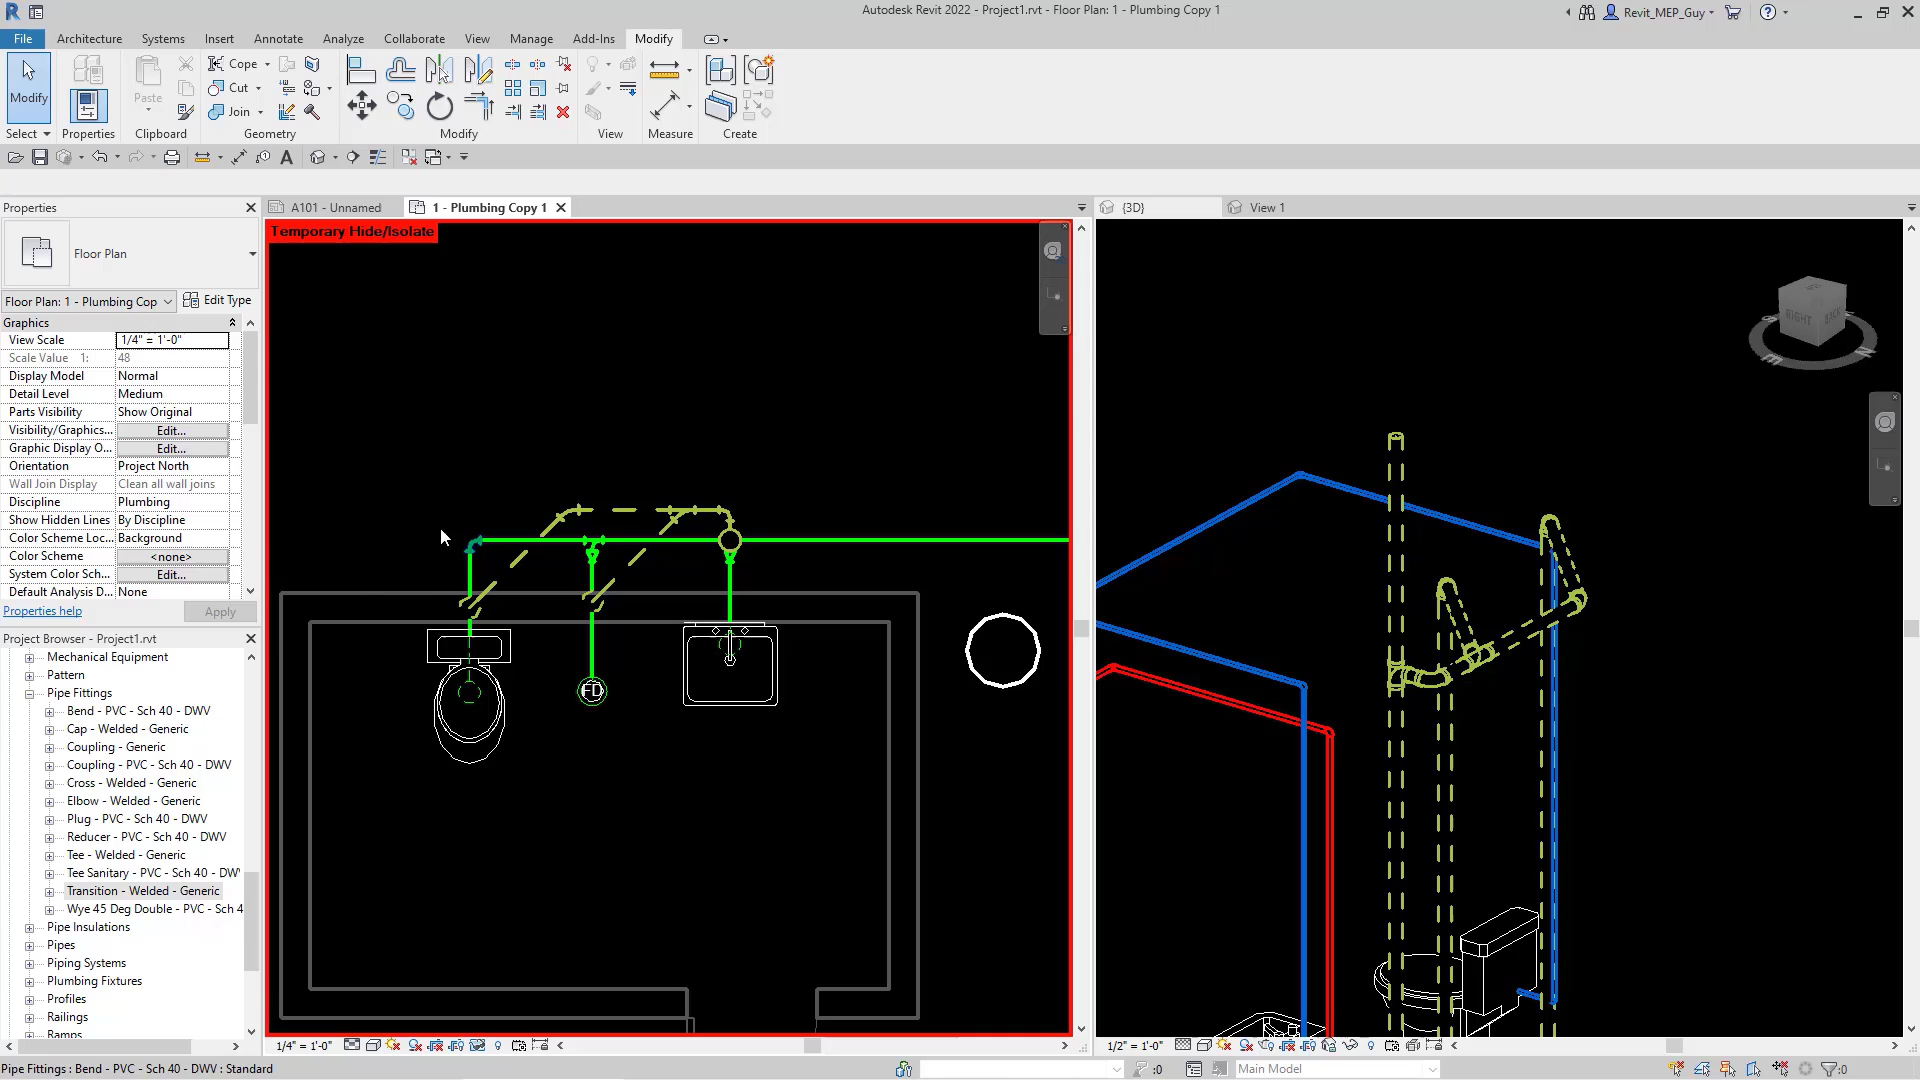 Autodesk Revit 2022 - Project1.rvt - Floor Plan: 1 - Plumbing Copy 1
Revit_MEP_Guy
File
Architecture
Systems
Insert
Annotate
Analyze
Collaborate
View
Manage
Add-Ins
Modify
Modify
Paste
Cope
Cut
Join
Select
Properties
Clipboard
Geometry
Modify
View
Measure
Create
Properties
A101 - Unnamed
1 - Plumbing Copy 1
{3D}
View 1
Floor Plan
Floor Plan: 1 - Plumbing Cop
Edit Type
Graphics
View Scale 1/4" = 1'-0"
Scale Value 1: 48
Display Model Normal
Detail Level Medium
Parts Visibility Show Original
Visibility/Graphics... Edit...
Graphic Display O... Edit...
Orientation Project North
Wall Join Display Clean all wall joins
Discipline Plumbing
Show Hidden Lines By Discipline
Color Scheme Loc... Background
Color Scheme <none>
System Color Sch... Edit...
Default Analysis D... None
Properties help
Apply
Project Browser - Project1.rvt
Mechanical Equipment
Pattern
Pipe Fittings
Bend - PVC - Sch 40 - DWV
Cap - Welded - Generic
Coupling - Generic
Coupling - PVC - Sch 40 - DWV
Cross - Welded - Generic
Elbow - Welded - Generic
Plug - PVC - Sch 40 - DWV
Reducer - PVC - Sch 40 - DWV
Tee - Welded - Generic
Tee Sanitary - PVC - Sch 40 - DW
Transition - Welded - Generic
Wye 45 Deg Double - PVC - Sch 4
Pipe Insulations
Pipes
Piping Systems
Plumbing Fixtures
Profiles
Railings
Ramps
Temporary Hide/Isolate
FD
RIGHT
BACK
1/4" = 1'-0"
1/2" = 1'-0"
Pipe Fittings : Bend - PVC - Sch 40 - DWV : Standard
:0
Main Model
:0